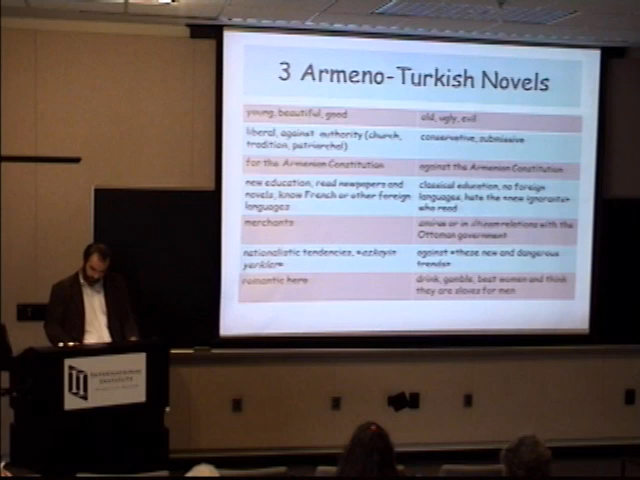 3 Armeno-Turkish Novels
young, beautiful, good
old, ugly, evil
liberal, against authority (church,
tradition, patriarchal)
conservative, submissive
for the Armenian Constitution
against the Armenian Constitution
new education, read newspapers and
novels, know French or other foreign
languages
classical education, no foreign
languages, hate the «new ignorants»
who read
merchants
amiras or in illicit relations with the
Ottoman government
nationalistic tendencies,
against «these new and dangerous
trends»
romantic hero
drink, gamble, beat women and think
they are slaves for men
INTERNATIONAL
INSTITUTE